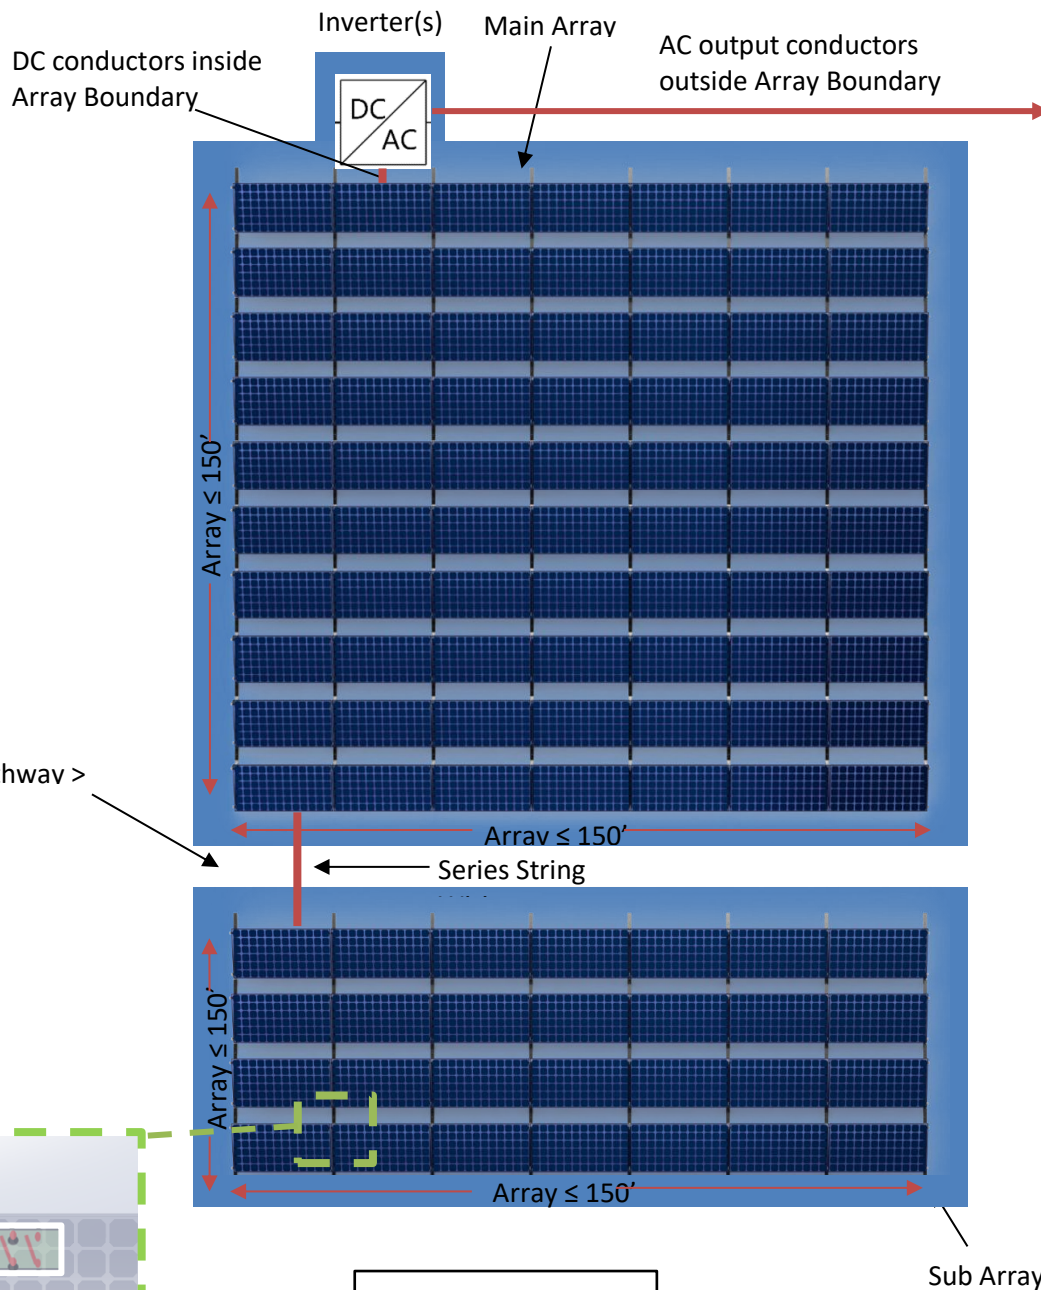 Inverter(s)
Main Array
AC output conductors
outside Array Boundary
DC conductors inside
Array Boundary
DC
AC
Array ≤ 150’
hway >
Array ≤ 150’
Series String
Array ≤ 150’
Array ≤ 150’
Sub Array